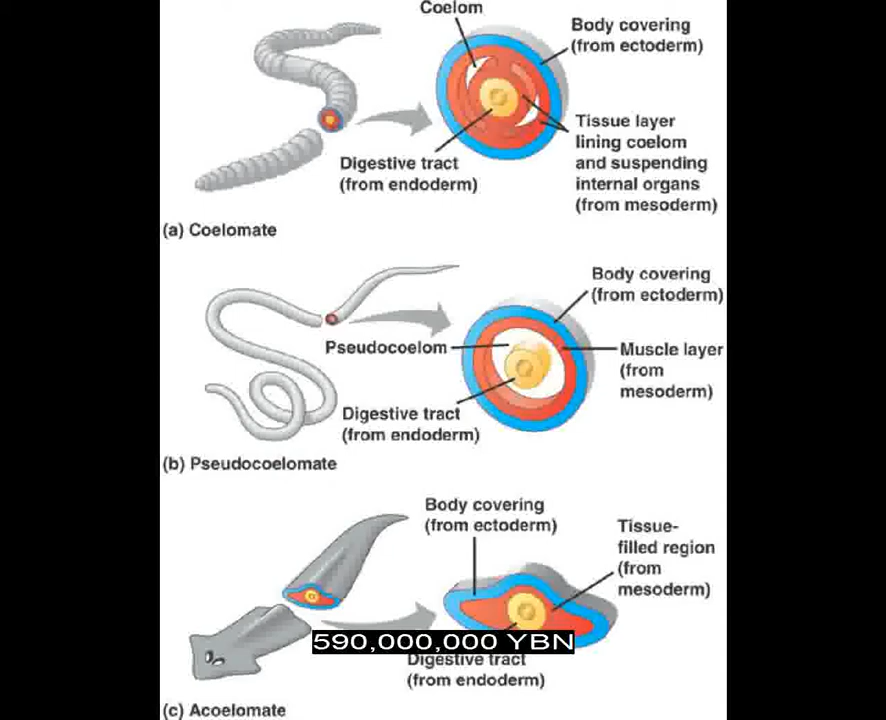 Coelom
Body covering
(from ectoderm)
Tissue layer
lining coelom
and suspending
internal organs
(from mesoderm)
Digestive tract
(from endoderm)
(a) Coelomate
Body covering
(from ectoderm)
Pseudocoelom
Muscle layer
(from
mesoderm)
Digestive tract
(from endoderm)
(b) Pseudocoelomate
Body covering
(from ectoderm)
Tissue-
filled region
(from
mesoderm)
590,000,000 YBN
Digestive tract
(from endoderm)
(c) Acoelomate